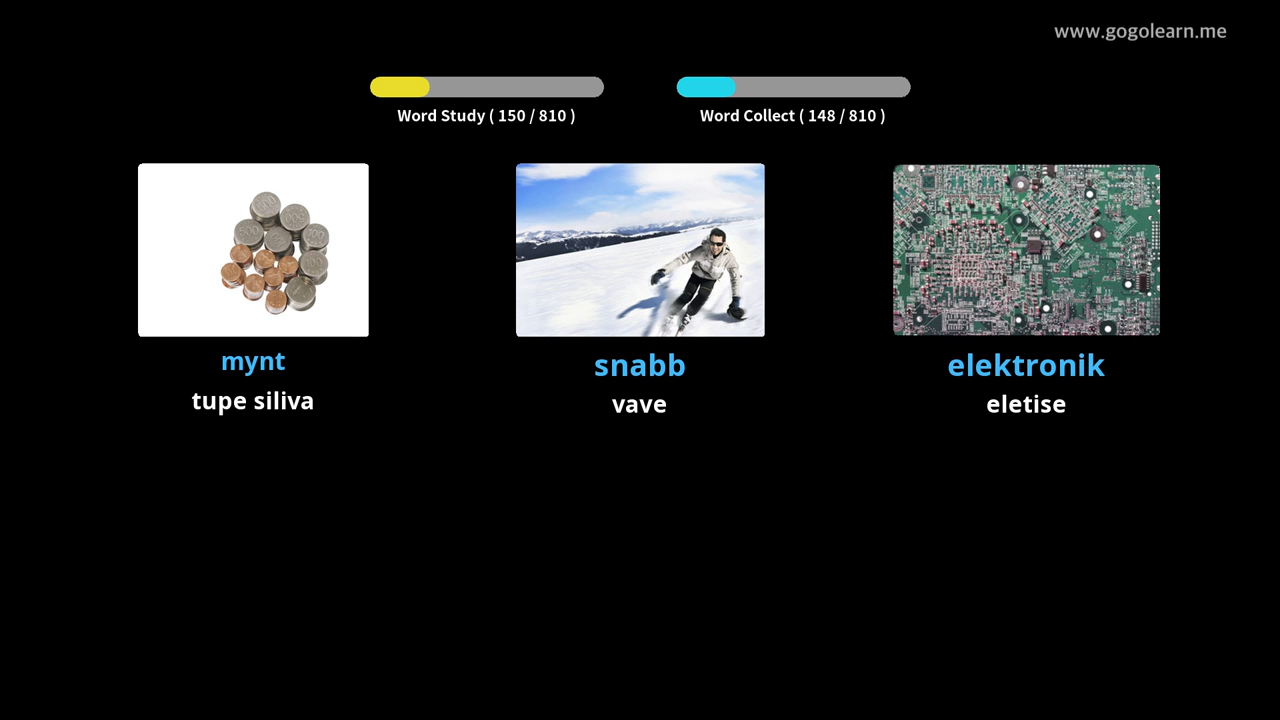 www.gogolearn.me
Word Study ( 150 / 810 )
Word Collect ( 148 / 810 )
mynt
tupe siliva
snabb
vave
elektronik
eletise